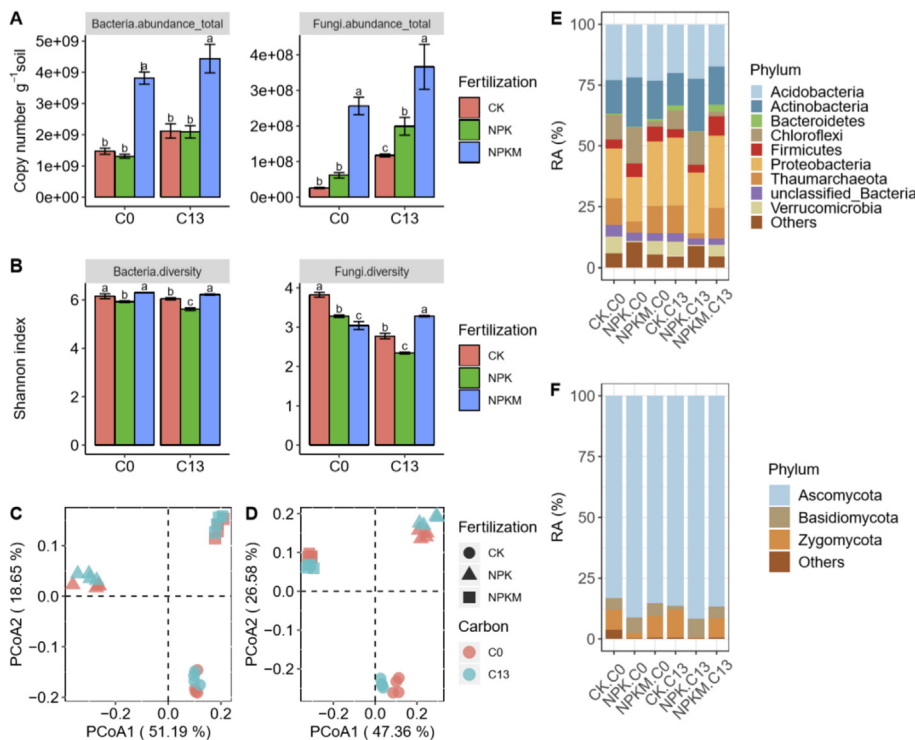 A
Bacteria.abundance_total
Fungi.abundance_total
Copy number g⁻¹soil
5e+09
4e+09
3e+09
2e+09
1e+09
0e+00
b
b
a
b
b
a
C0
C13
4e+08
3e+08
2e+08
1e+08
0e+00
b
b
a
c
b
a
C0
C13
Fertilization
CK
NPK
NPKM
B
Bacteria.diversity
Fungi.diversity
Shannon index
6
4
2
0
a
b
a
b
c
a
C0
C13
4
3
2
1
0
a
b
c
b
c
a
C0
C13
Fertilization
CK
NPK
NPKM
C
PCoA2 ( 18.65 %)
0.1
0.0
−0.1
−0.2
−0.2
0.0
0.2
PCoA1 ( 51.19 %)
D
PCoA2 ( 26.58 %)
0.2
0.1
0.0
−0.1
−0.2
−0.2
0.0
0.2
PCoA1 ( 47.36 %)
Fertilization
CK
NPK
NPKM
Carbon
C0
C13
E
RA (%)
100
75
50
25
0
CK.C0
NPK.C0
NPKM.C0
CK.C13
NPK.C13
NPKM.C13
Phylum
Acidobacteria
Actinobacteria
Bacteroidetes
Chloroflexi
Firmicutes
Proteobacteria
Thaumarchaeota
unclassified_Bacteria
Verrucomicrobia
Others
F
RA (%)
100
75
50
25
0
CK.C0
NPK.C0
NPKM.C0
CK.C13
NPK.C13
NPKM.C13
Phylum
Ascomycota
Basidiomycota
Zygomycota
Others